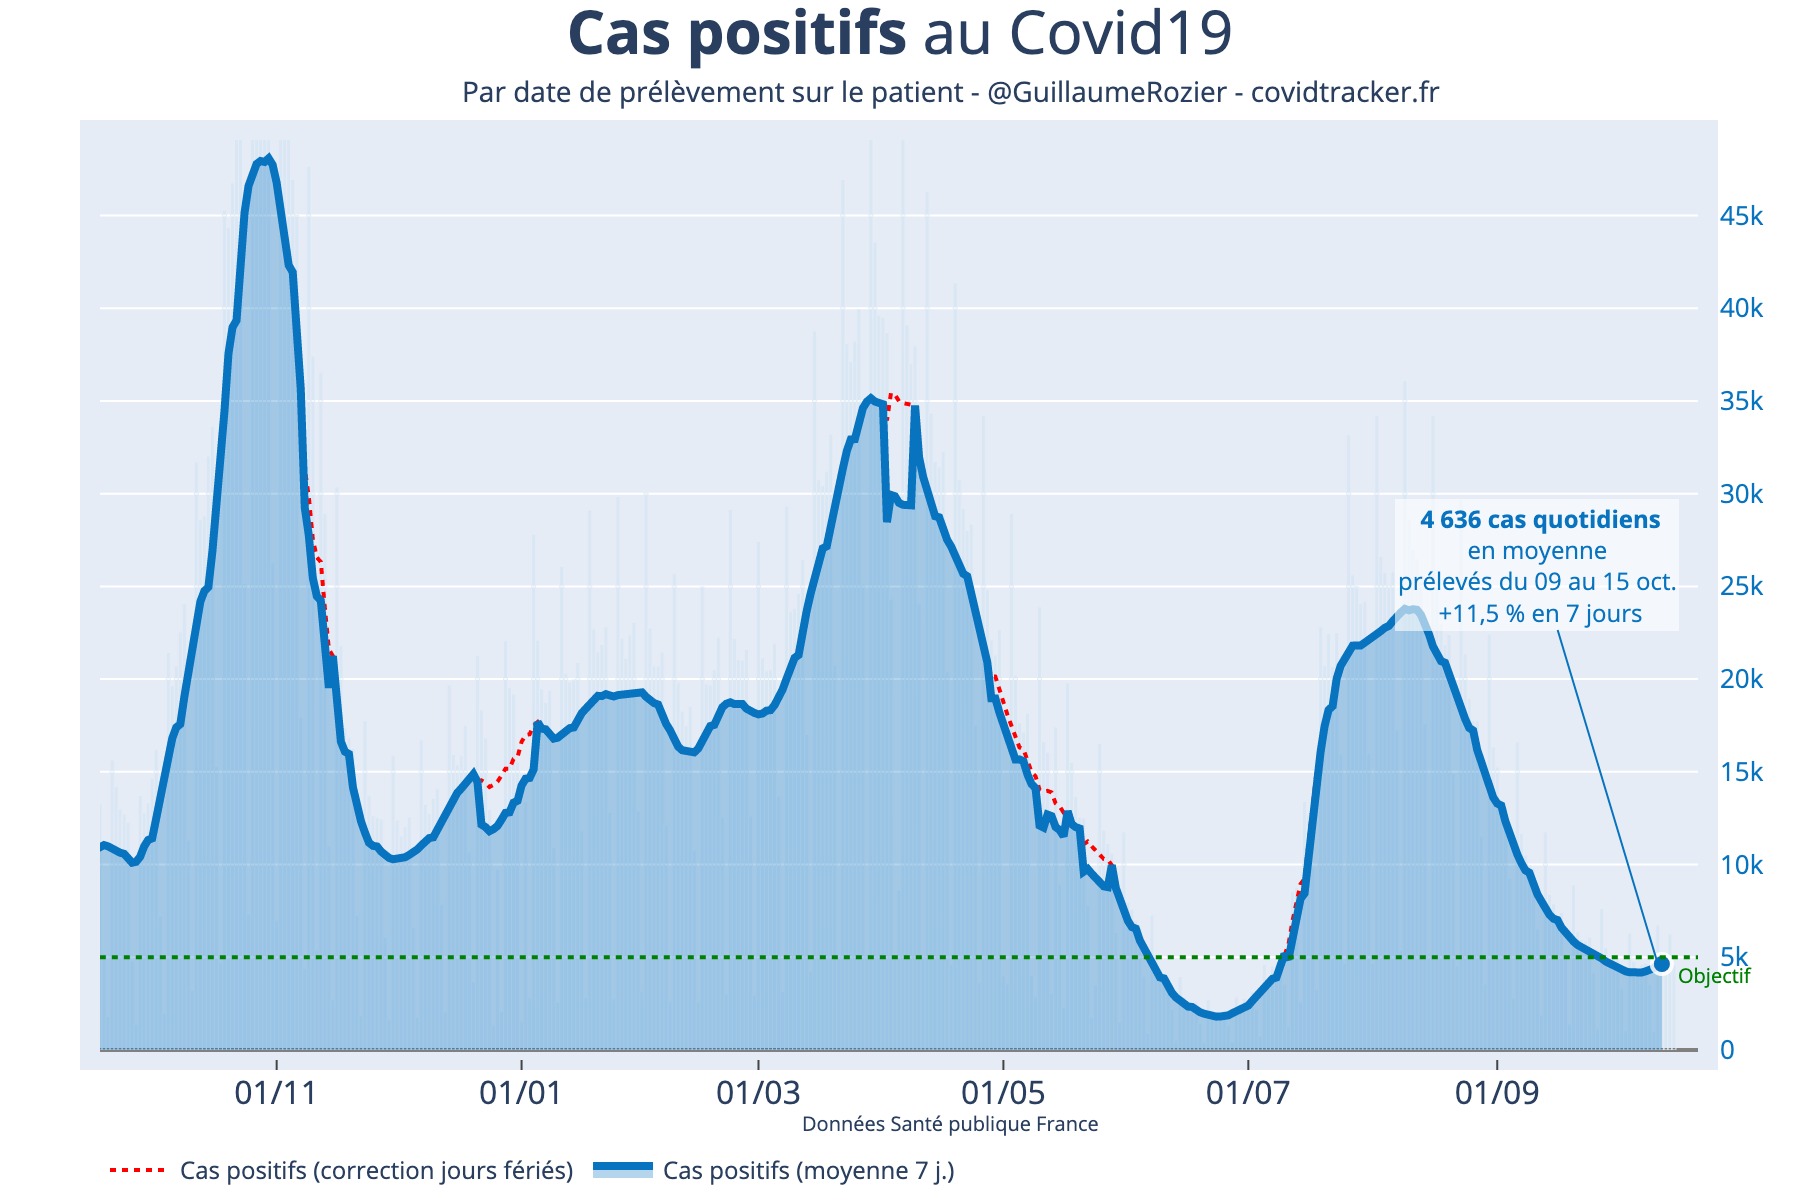 Cas positifs au Covid19
Par date de prélèvement sur le patient - @GuillaumeRozier - covidtracker.fr
45k
40k
35k
30k
4 636 cas quotidiens
en moyenne
prélevés du 09 au 15 oct.
+11,5 % en 7 jours
25k
20k
15k
10k
5k
Objectif
0
01/11 01/01 01/03 01/05 01/07 01/09
Données Santé publique France
Cas positifs (correction jours fériés) Cas positifs (moyenne 7 j.)